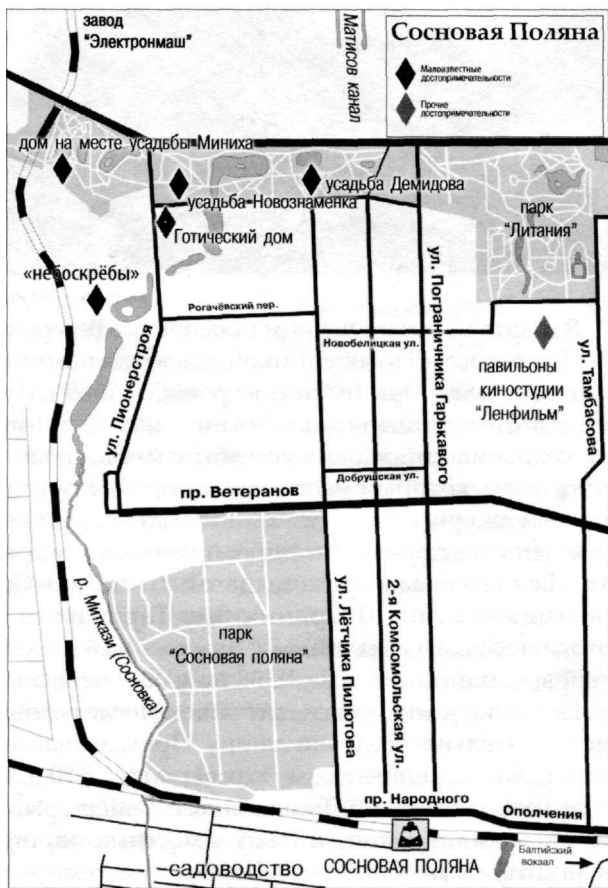 завод
"Электронмаш"
Матисов канал
Сосновая Поляна
Малоизвестные
достопримечательности
Прочие
достопримечательности
дом на месте усадьбы Миниха
усадьба Новознаменка
усадьба Демидова
Готический дом
парк
"Литания"
«небоскрёбы»
Рогачёвский пер.
Новобелицкая ул.
ул. Пограничника Гарькавого
ул. Пионерстроя
павильоны
киностудии
"Ленфильм"
ул. Тамбасова
Добрушская ул.
пр. Ветеранов
р. Миткази (Сосновка)
парк
"Сосновая поляна"
ул. Лётчика Пилютова
2-я Комсомольская ул.
пр. Народного Ополчения
садоводство
СОСНОВАЯ ПОЛЯНА
Балтийский
вокзал